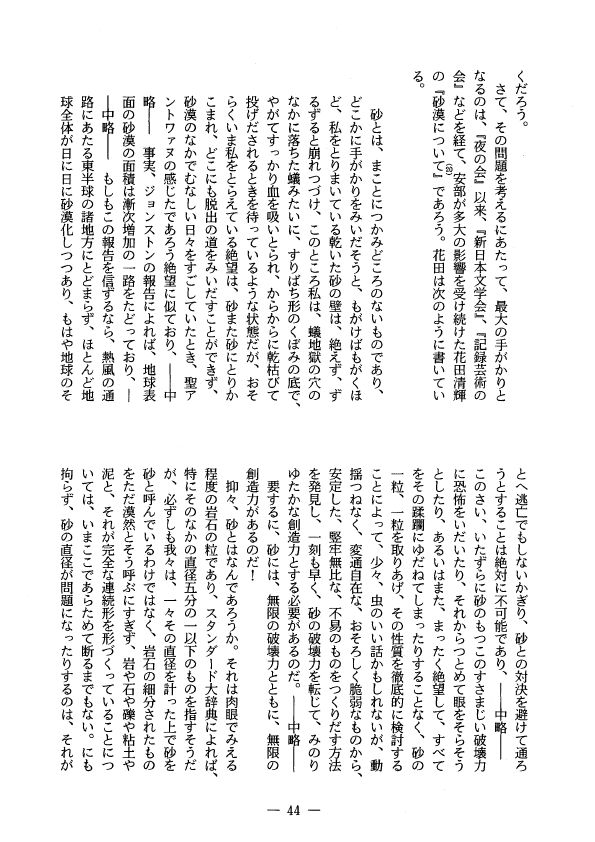 くだろう。
さて、その問題を考えるにあたって、最大の手がかりと
なるのは、『夜の会』以来、『新日本文学会』、『記録芸術の
会』などを経て、安部が多大の影響を受け続けた花田清輝
の『砂漠について』(8)であろう。花田は次のように書いてい
る。
砂とは、まことにつかみどころのないものであり、
どこかに手がかりをみいだそうと、もがけばもがくほ
ど、私をとりまいている乾いた砂の壁は、絶えず、ず
るずると崩れつづけ、このところ私は、蟻地獄の穴の
なかに落ちた蟻みたいに、すりばち形のくぼみの底で、
やがてすっかり血を吸いとられ、からからに乾枯びて
投げだされるときを待っているような状態だが、おそ
らくいま私をとらえている絶望は、砂また砂にとりか
こまれ、どこにも脱出の道をみいだすことができず、
砂漠のなかでむなしい日々をすごしていたとき、聖ア
ントワァヌの感じたであろう絶望に似ており、――中
略―― 事実、ジョンストンの報告によれば、地球表
面の砂漠の面積は漸次増加の一路をたどっており、―
―中略―― もしもこの報告を信ずるなら、熱風の通
路にあたる東半球の諸地方にとどまらず、ほとんど地
球全体が日に日に砂漠化しつつあり、もはや地球のそ
とへ逃亡でもしないかぎり、砂との対決を避けて通ろ
うとすることは絶対に不可能であり、――中略――
このさい、いたずらに砂のもつこのすさまじい破壊力
に恐怖をいだいたり、それからつとめて眼をそらそう
としたり、あるいはまた、まったく絶望して、すべて
をその蹂躙にゆだねてしまったりすることなく、砂の
一粒、一粒を取りあげ、その性質を徹底的に検討する
ことによって、少々、虫のいい話かもしれないが、動
揺つねなく、変通自在な、おそろしく脆弱なものから、
安定した、堅牢無比な、不易のものをつくりだす方法
を発見し、一刻も早く、砂の破壊力を転じて、みのり
ゆたかな創造力とする必要があるのだ。――中略――
要するに、砂には、無限の破壊力とともに、無限の
創造力があるのだ！
抑々、砂とはなんであろうか。それは肉眼でみえる
程度の岩石の粒であり、スタンダード大辞典によれば、
特にそのなかの直径五分の一以下のものを指すそうだ
が、必ずしも我々は、一々その直径を計った上で砂を
砂と呼んでいるわけではなく、岩石の細分されたもの
をただ漠然とそう呼ぶにすぎず、岩や石や礫や粘土や
泥と、それが完全な連続形を形づくっていることにつ
いては、いまここであらためて断るまでもない。にも
拘らず、砂の直径が問題になったりするのは、それが
― 44 ―